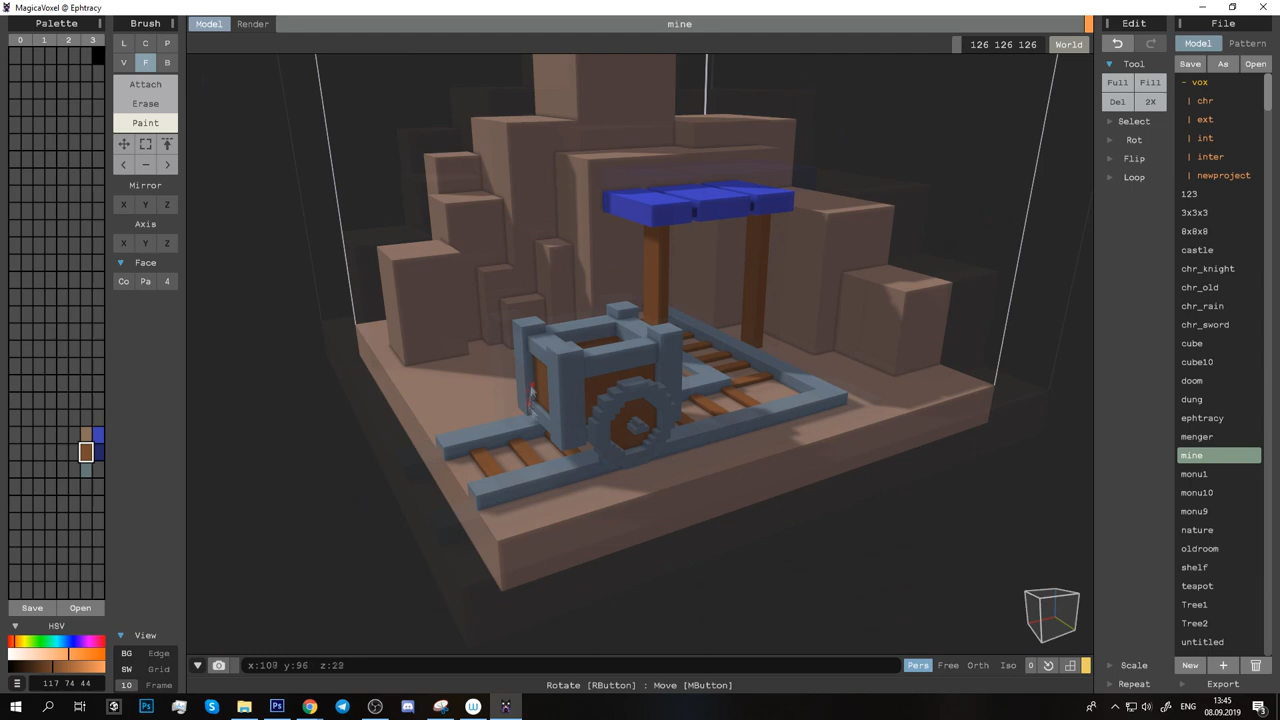 MagicaVoxel @ Ephtracy
Palette
Brush
Model
Render
mine
Edit
File
0 1 2 3
L C P
V F B
126 126 126
World
Model
Pattern
Tool
Save
As
Open
Attach
Full
Fill
- vox
Erase
Del
2X
| chr
Paint
Select
| ext
Rot
| int
< - >
Flip
| inter
Mirror
Loop
| newproject
X Y Z
123
Axis
3x3x3
X Y Z
8x8x8
Face
castle
Co Pa 4
chr_knight
chr_old
chr_rain
chr_sword
cube
cube10
doom
dung
ephtracy
menger
mine
monu1
monu10
monu9
nature
oldroom
shelf
teapot
Tree1
Tree2
untitled
Save
Open
HSV
View
BG
Edge
SW
Grid
10
Frame
117 74 44
x:109 y:96 z:29
Pers
Free
Orth
Iso
0
Scale
New
+
Repeat
Export
Rotate [RButton] : Move [MButton]
ENG
13:45
08.09.2019
3